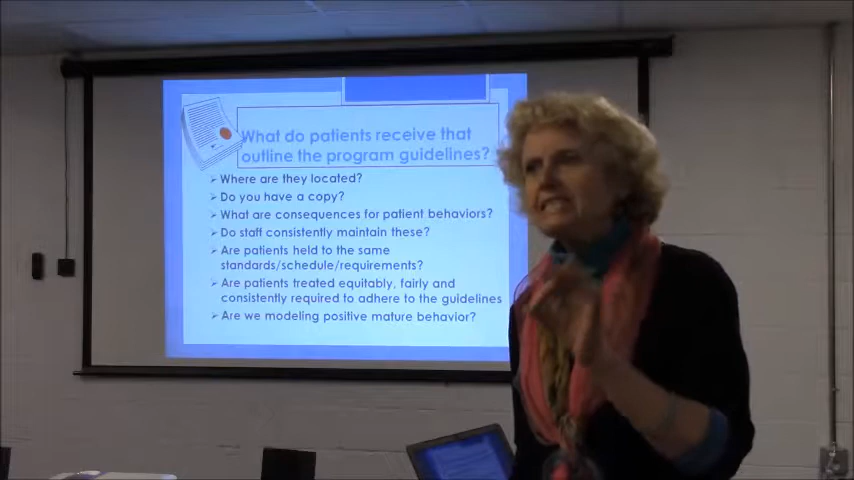 What do patients receive that
outline the program guidelines?
➢ Where are they located?
➢ Do you have a copy?
➢ What are consequences for patient behaviors?
➢ Do staff consistently maintain these?
➢ Are patients held to the same
standards/schedule/requirements?
➢ Are patients treated equitably, fairly and
consistently required to adhere to the guidelines
➢ Are we modeling positive mature behavior?